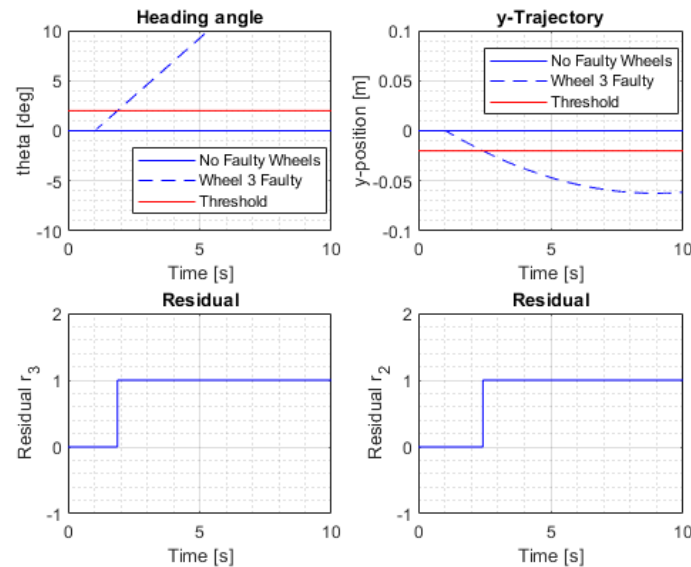 Heading angle
theta [deg]
10
5
0
-5
-10
No Faulty Wheels
Wheel 3 Faulty
Threshold
0
5
10
Time [s]
y-Trajectory
y-position [m]
0.1
0.05
0
-0.05
-0.1
No Faulty Wheels
Wheel 3 Faulty
Threshold
0
5
10
Time [s]
Residual
Residual r3
2
1
0
-1
0
5
10
Time [s]
Residual
Residual r2
2
1
0
-1
0
5
10
Time [s]